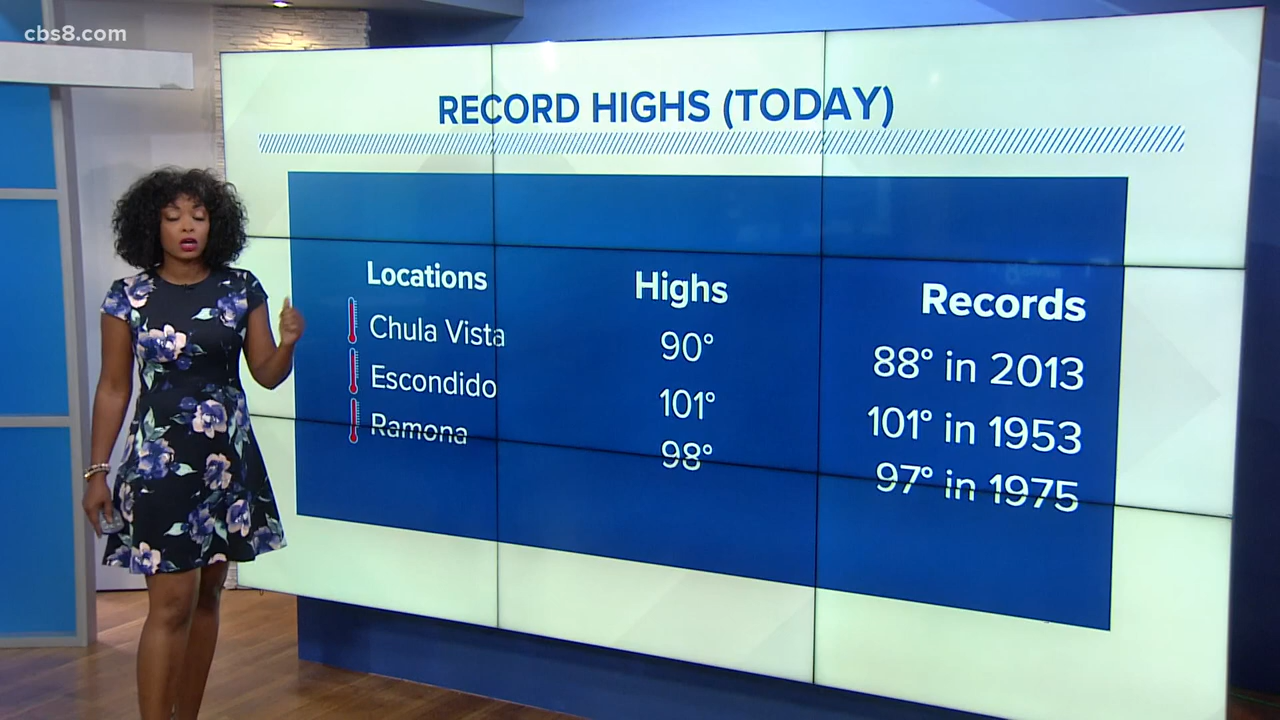 cbs8.com
RECORD HIGHS (TODAY)
Locations Highs Records
Chula Vista 90° 88° in 2013
Escondido 101° 101° in 1953
Ramona 98° 97° in 1975